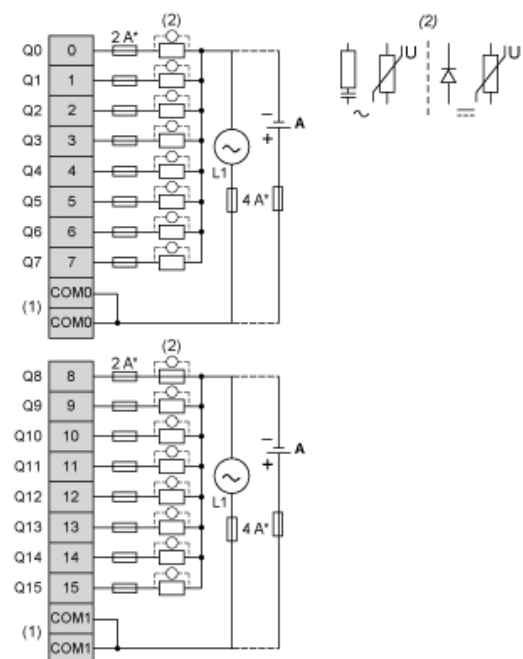 (2) (2)
2 A*
Q0 0
Q1 1
Q2 2
Q3 3
Q4 4
Q5 5
Q6 6
Q7 7
COM0
(1)
COM0
L1
4 A*
−
+
A
U
U
~
(2)
2 A*
Q8 8
Q9 9
Q10 10
Q11 11
Q12 12
Q13 13
Q14 14
Q15 15
COM1
(1)
COM1
L1
4 A*
−
+
A